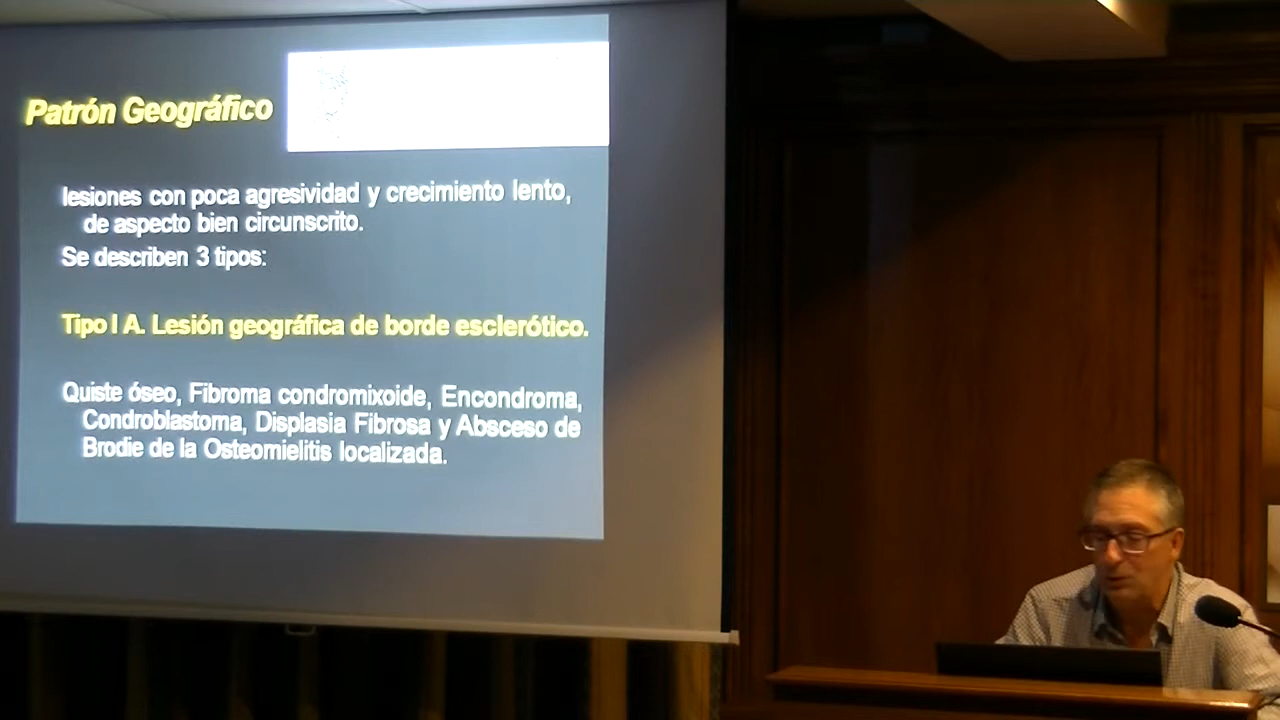 Patrón Geográfico
lesiones con poca agresividad y crecimiento lento,
de aspecto bien circunscrito.
Se describen 3 tipos:
Tipo I A. Lesión geográfica de borde esclerótico.
Quiste óseo, Fibroma condromixoide, Encondroma,
Condroblastoma, Displasia Fibrosa y Absceso de
Brodie de la Osteomielitis localizada.